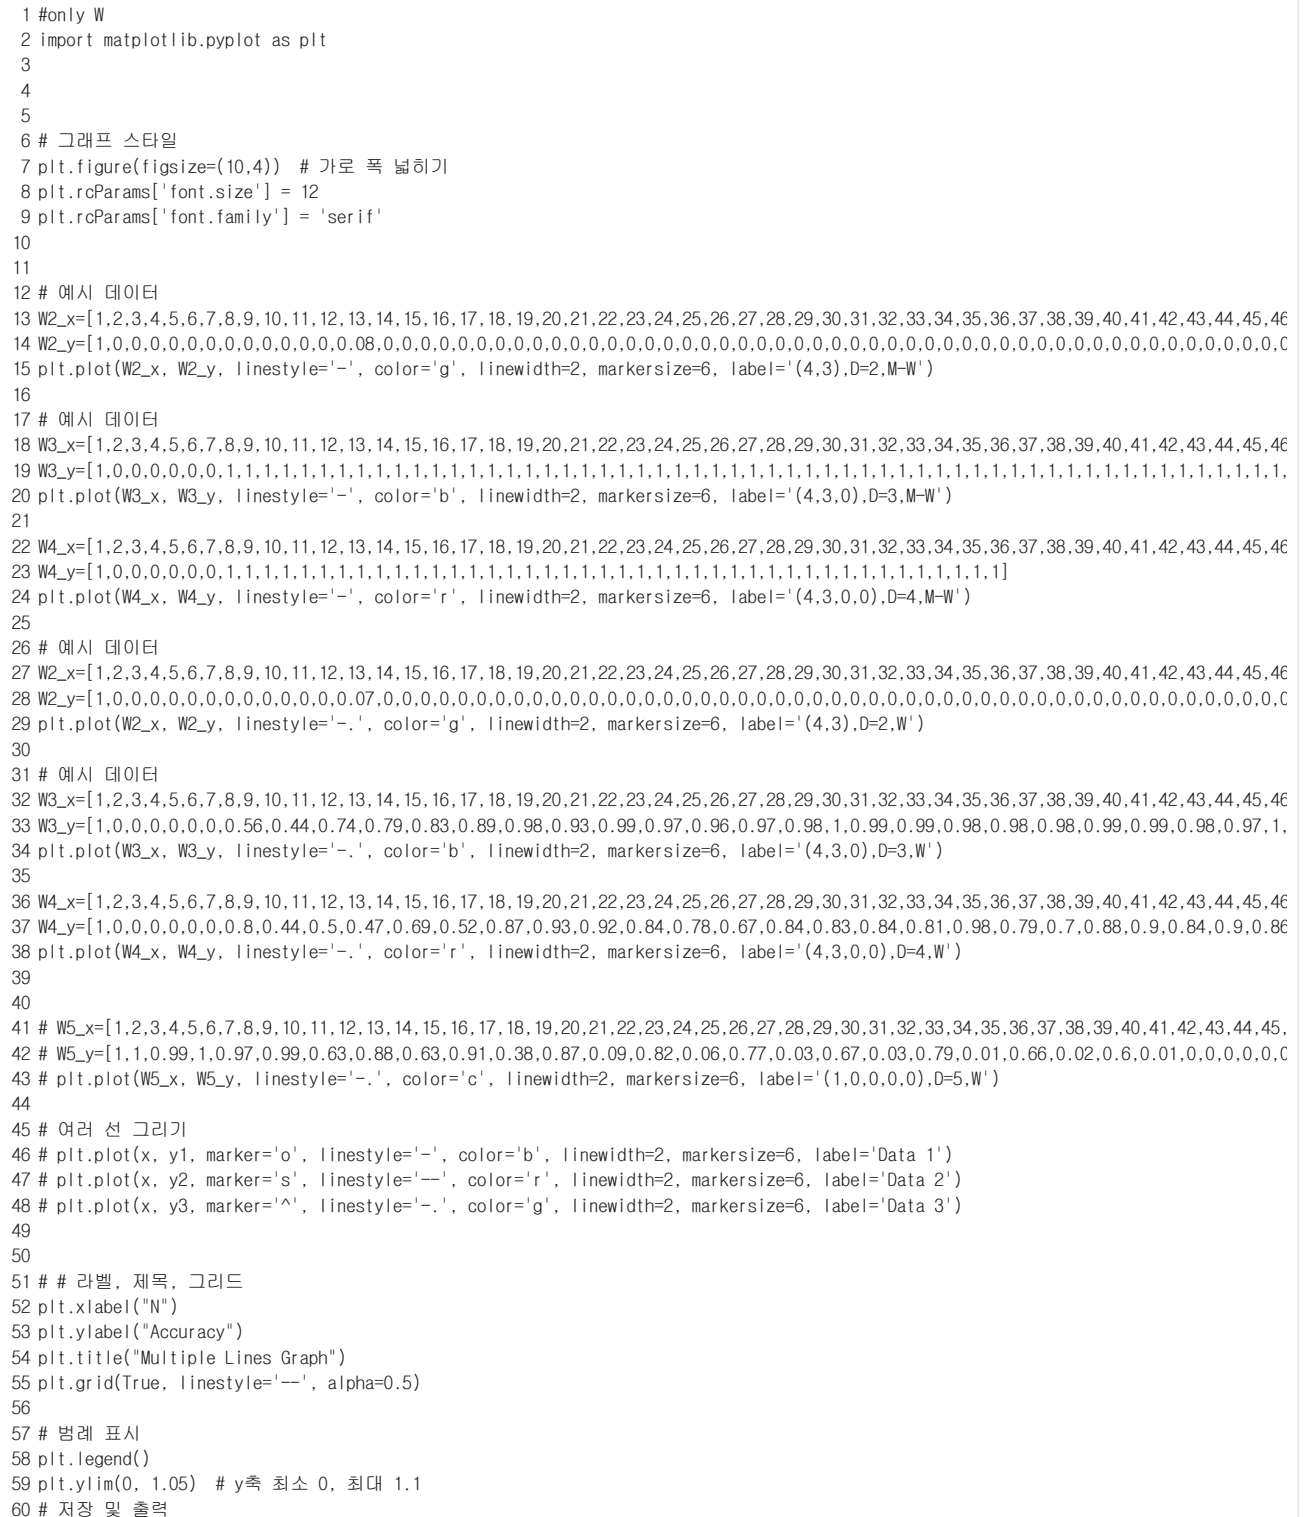 1 #only W
2 import matplotlib.pyplot as plt
3
4
5
6 # 그래프 스타일
7 plt.figure(figsize=(10,4))  # 가로 폭 넓히기
8 plt.rcParams['font.size'] = 12
9 plt.rcParams['font.family'] = 'serif'
10
11
12 # 예시 데이터
13 W2_x=[1,2,3,4,5,6,7,8,9,10,11,12,13,14,15,16,17,18,19,20,21,22,23,24,25,26,27,28,29,30,31,32,33,34,35,36,37,38,39,40,41,42,43,44,45,46
14 W2_y=[1,0,0,0,0,0,0,0,0,0,0,0,0,0.08,0,0,0,0,0,0,0,0,0,0,0,0,0,0,0,0,0,0,0,0,0,0,0,0,0,0,0,0,0,0,0,0,0,0,0,0,0,0,0,0,0,0,0,0,0,0,0,0,0
15 plt.plot(W2_x, W2_y, linestyle='-', color='g', linewidth=2, markersize=6, label='(4,3),D=2,M-W')
16
17 # 예시 데이터
18 W3_x=[1,2,3,4,5,6,7,8,9,10,11,12,13,14,15,16,17,18,19,20,21,22,23,24,25,26,27,28,29,30,31,32,33,34,35,36,37,38,39,40,41,42,43,44,45,46
19 W3_y=[1,0,0,0,0,0,0,1,1,1,1,1,1,1,1,1,1,1,1,1,1,1,1,1,1,1,1,1,1,1,1,1,1,1,1,1,1,1,1,1,1,1,1,1,1,1,1,1,1,1,1,1,1,1,1,1,1,1,1,1,1,1,1,1,
20 plt.plot(W3_x, W3_y, linestyle='-', color='b', linewidth=2, markersize=6, label='(4,3,0),D=3,M-W')
21
22 W4_x=[1,2,3,4,5,6,7,8,9,10,11,12,13,14,15,16,17,18,19,20,21,22,23,24,25,26,27,28,29,30,31,32,33,34,35,36,37,38,39,40,41,42,43,44,45,46
23 W4_y=[1,0,0,0,0,0,0,1,1,1,1,1,1,1,1,1,1,1,1,1,1,1,1,1,1,1,1,1,1,1,1,1,1,1,1,1,1,1,1,1,1,1,1,1,1,1,1,1,1]
24 plt.plot(W4_x, W4_y, linestyle='-', color='r', linewidth=2, markersize=6, label='(4,3,0,0),D=4,M-W')
25
26 # 예시 데이터
27 W2_x=[1,2,3,4,5,6,7,8,9,10,11,12,13,14,15,16,17,18,19,20,21,22,23,24,25,26,27,28,29,30,31,32,33,34,35,36,37,38,39,40,41,42,43,44,45,46
28 W2_y=[1,0,0,0,0,0,0,0,0,0,0,0,0,0.07,0,0,0,0,0,0,0,0,0,0,0,0,0,0,0,0,0,0,0,0,0,0,0,0,0,0,0,0,0,0,0,0,0,0,0,0,0,0,0,0,0,0,0,0,0,0,0,0,0
29 plt.plot(W2_x, W2_y, linestyle='-.', color='g', linewidth=2, markersize=6, label='(4,3),D=2,W')
30
31 # 예시 데이터
32 W3_x=[1,2,3,4,5,6,7,8,9,10,11,12,13,14,15,16,17,18,19,20,21,22,23,24,25,26,27,28,29,30,31,32,33,34,35,36,37,38,39,40,41,42,43,44,45,46
33 W3_y=[1,0,0,0,0,0,0,0.56,0.44,0.74,0.79,0.83,0.89,0.98,0.93,0.99,0.97,0.96,0.97,0.98,1,0.99,0.99,0.98,0.98,0.98,0.99,0.99,0.98,0.97,1,
34 plt.plot(W3_x, W3_y, linestyle='-.', color='b', linewidth=2, markersize=6, label='(4,3,0),D=3,W')
35
36 W4_x=[1,2,3,4,5,6,7,8,9,10,11,12,13,14,15,16,17,18,19,20,21,22,23,24,25,26,27,28,29,30,31,32,33,34,35,36,37,38,39,40,41,42,43,44,45,46
37 W4_y=[1,0,0,0,0,0,0,0.8,0.44,0.5,0.47,0.69,0.52,0.87,0.93,0.92,0.84,0.78,0.67,0.84,0.83,0.84,0.81,0.98,0.79,0.7,0.88,0.9,0.84,0.9,0.86
38 plt.plot(W4_x, W4_y, linestyle='-.', color='r', linewidth=2, markersize=6, label='(4,3,0,0),D=4,W')
39
40
41 # W5_x=[1,2,3,4,5,6,7,8,9,10,11,12,13,14,15,16,17,18,19,20,21,22,23,24,25,26,27,28,29,30,31,32,33,34,35,36,37,38,39,40,41,42,43,44,45,
42 # W5_y=[1,1,0.99,1,0.97,0.99,0.63,0.88,0.63,0.91,0.38,0.87,0.09,0.82,0.06,0.77,0.03,0.67,0.03,0.79,0.01,0.66,0.02,0.6,0.01,0,0,0,0,0,0
43 # plt.plot(W5_x, W5_y, linestyle='-.', color='c', linewidth=2, markersize=6, label='(1,0,0,0,0),D=5,W')
44
45 # 여러 선 그리기
46 # plt.plot(x, y1, marker='o', linestyle='-', color='b', linewidth=2, markersize=6, label='Data 1')
47 # plt.plot(x, y2, marker='s', linestyle='--', color='r', linewidth=2, markersize=6, label='Data 2')
48 # plt.plot(x, y3, marker='^', linestyle='-.', color='g', linewidth=2, markersize=6, label='Data 3')
49
50
51 # # 라벨, 제목, 그리드
52 plt.xlabel("N")
53 plt.ylabel("Accuracy")
54 plt.title("Multiple Lines Graph")
55 plt.grid(True, linestyle='--', alpha=0.5)
56
57 # 범례 표시
58 plt.legend()
59 plt.ylim(0, 1.05)  # y축 최소 0, 최대 1.1
60 # 저장 및 출력